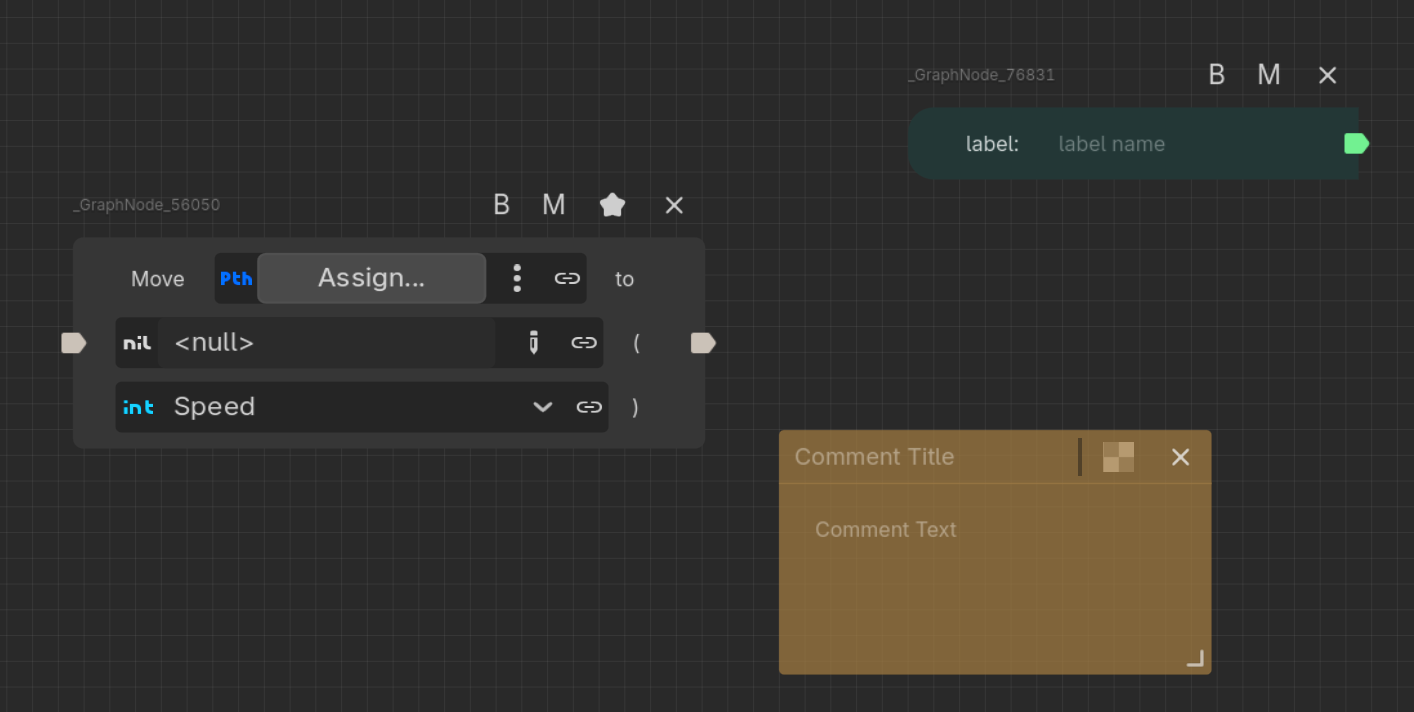 _GraphNode_76831 B M
label: label name
_GraphNode_56050 B M
Move Pth Assign... to
nil <null> (
int Speed )
Comment Title
Comment Text